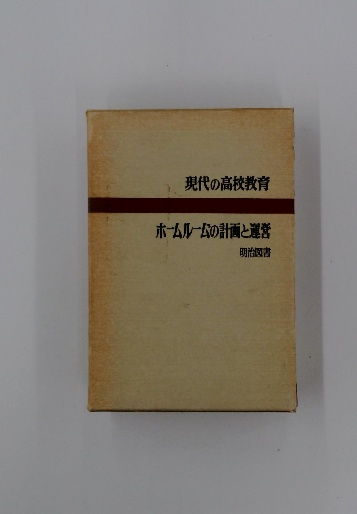 現代の高校教育
ホームルームの計画と運営
明治図書